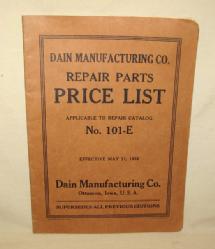 DAIN MANUFACTURING CO.
REPAIR PARTS
PRICE LIST
APPLICABLE TO REPAIR CATALOG
No. 101-E
EFFECTIVE MAY 31,
Dain Manufacturing Co.
Ottumwa, Iowa, U.S.A.
SUPERSEDES ALL PREVIOUS EDITIONS